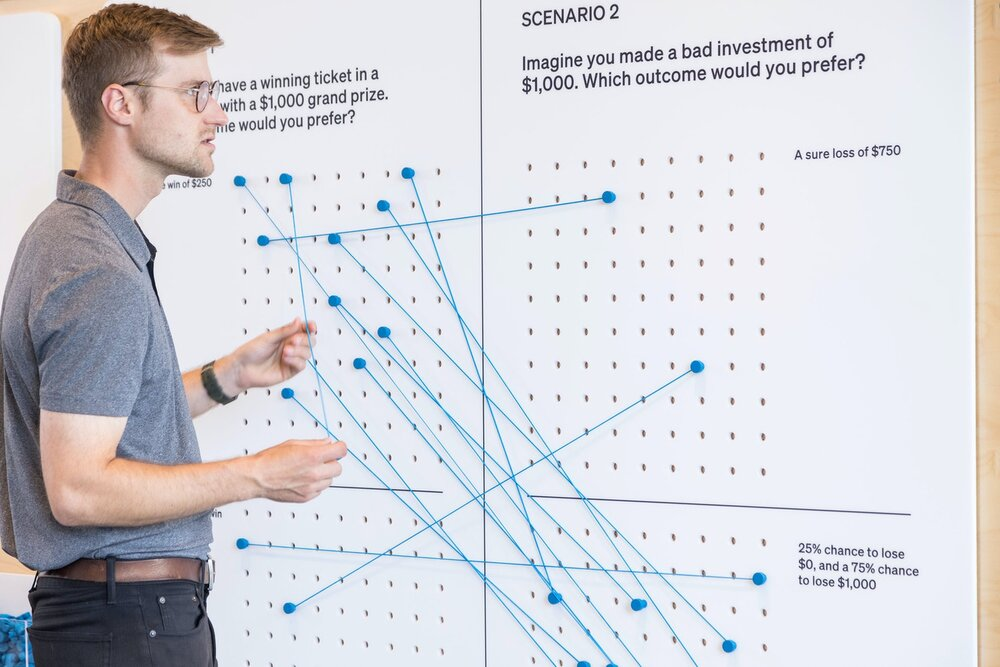 have a winning ticket in a
with a $1,000 grand prize.
would you prefer?
win of $250
win
SCENARIO 2
Imagine you made a bad investment of
$1,000. Which outcome would you prefer?
A sure loss of $750
25% chance to lose
$0, and a 75% chance
to lose $1,000